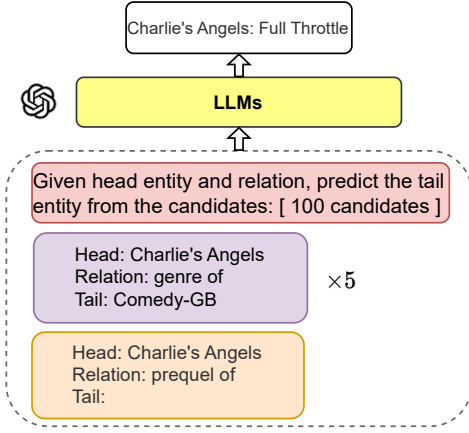 Charlie's Angels: Full Throttle
LLMs
Given head entity and relation, predict the tail
entity from the candidates: [ 100 candidates ]
Head: Charlie's Angels
Relation: genre of
Tail: Comedy-GB
×5
Head: Charlie's Angels
Relation: prequel of
Tail: